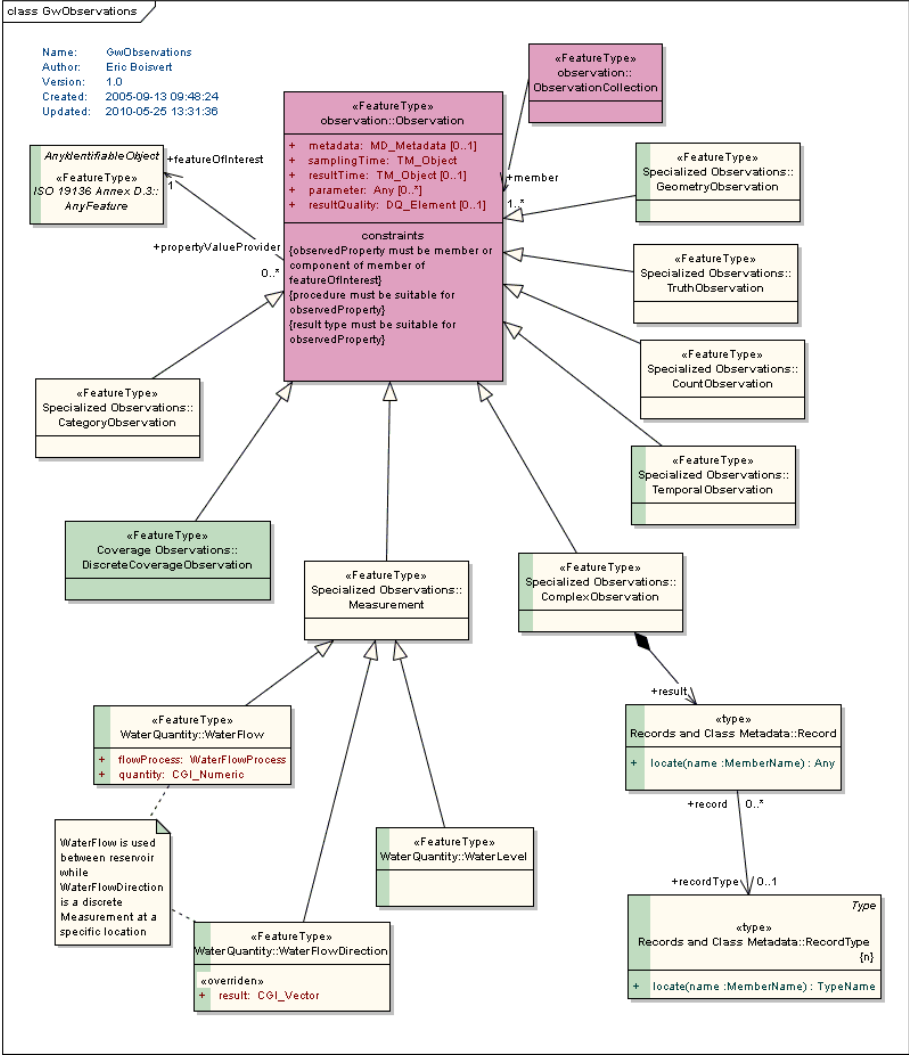 class GwObservations
Name: GwObservations
Author: Eric Boisvert
Version: 1.0
Created: 2005-09-13 09:48:24
Updated: 2010-05-25 13:31:36
«FeatureType»
observation::
ObservationCollection
«FeatureType»
observation::Observation
+ metadata: MD_Metadata [0..1]
+ samplingTime: TM_Object
+ resultTime: TM_Object [0..1]
+ parameter: Any [0..*]
+ resultQuality: DQ_Element [0..1]
constraints
{observedProperty must be member or
component of member of
featureOfInterest}
{procedure must be suitable for
observedProperty}
{result type must be suitable for
observedProperty}
+member
1..*
AnyIdentifiableObject
«FeatureType»
ISO 19136 Annex D.3::
AnyFeature
+featureOfInterest
1
+propertyValueProvider
0..*
«FeatureType»
Specialized Observations::
GeometryObservation
«FeatureType»
Specialized Observations::
TruthObservation
«FeatureType»
Specialized Observations::
CountObservation
«FeatureType»
Specialized Observations::
CategoryObservation
«FeatureType»
Specialized Observations::
TemporalObservation
«FeatureType»
Coverage Observations::
DiscreteCoverageObservation
«FeatureType»
Specialized Observations::
Measurement
«FeatureType»
Specialized Observations::
ComplexObservation
+result
«FeatureType»
WaterQuantity::WaterFlow
+ flowProcess: WaterFlowProcess
+ quantity: CGI_Numeric
«type»
Records and Class Metadata::Record
+ locate(name :MemberName) : Any
+record
0..*
WaterFlow is used
between reservoir
while
WaterFlowDirection
is a discrete
Measurement at a
specific location
«FeatureType»
WaterQuantity::WaterLevel
+recordType
0..1
«FeatureType»
WaterQuantity::WaterFlowDirection
«overriden»
+ result: CGI_Vector
Type
«type»
Records and Class Metadata::RecordType
{n}
+ locate(name :MemberName) : TypeName